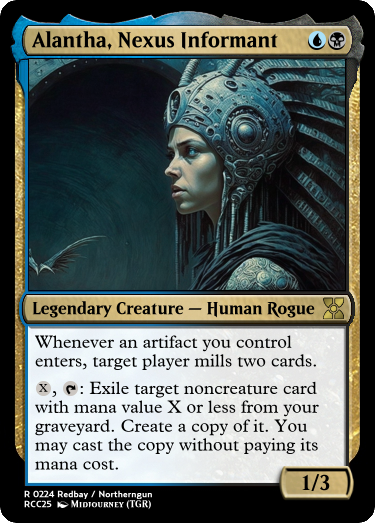 Alantha, Nexus Informant
Legendary Creature — Human Rogue
Whenever an artifact you control
enters, target player mills two cards.
X, : Exile target noncreature card
with mana value X or less from your
graveyard. Create a copy of it. You
may cast the copy without paying its
mana cost.
1/3
R 0224 Redbay / Northerngun
RCC25 Midjourney (TGR)